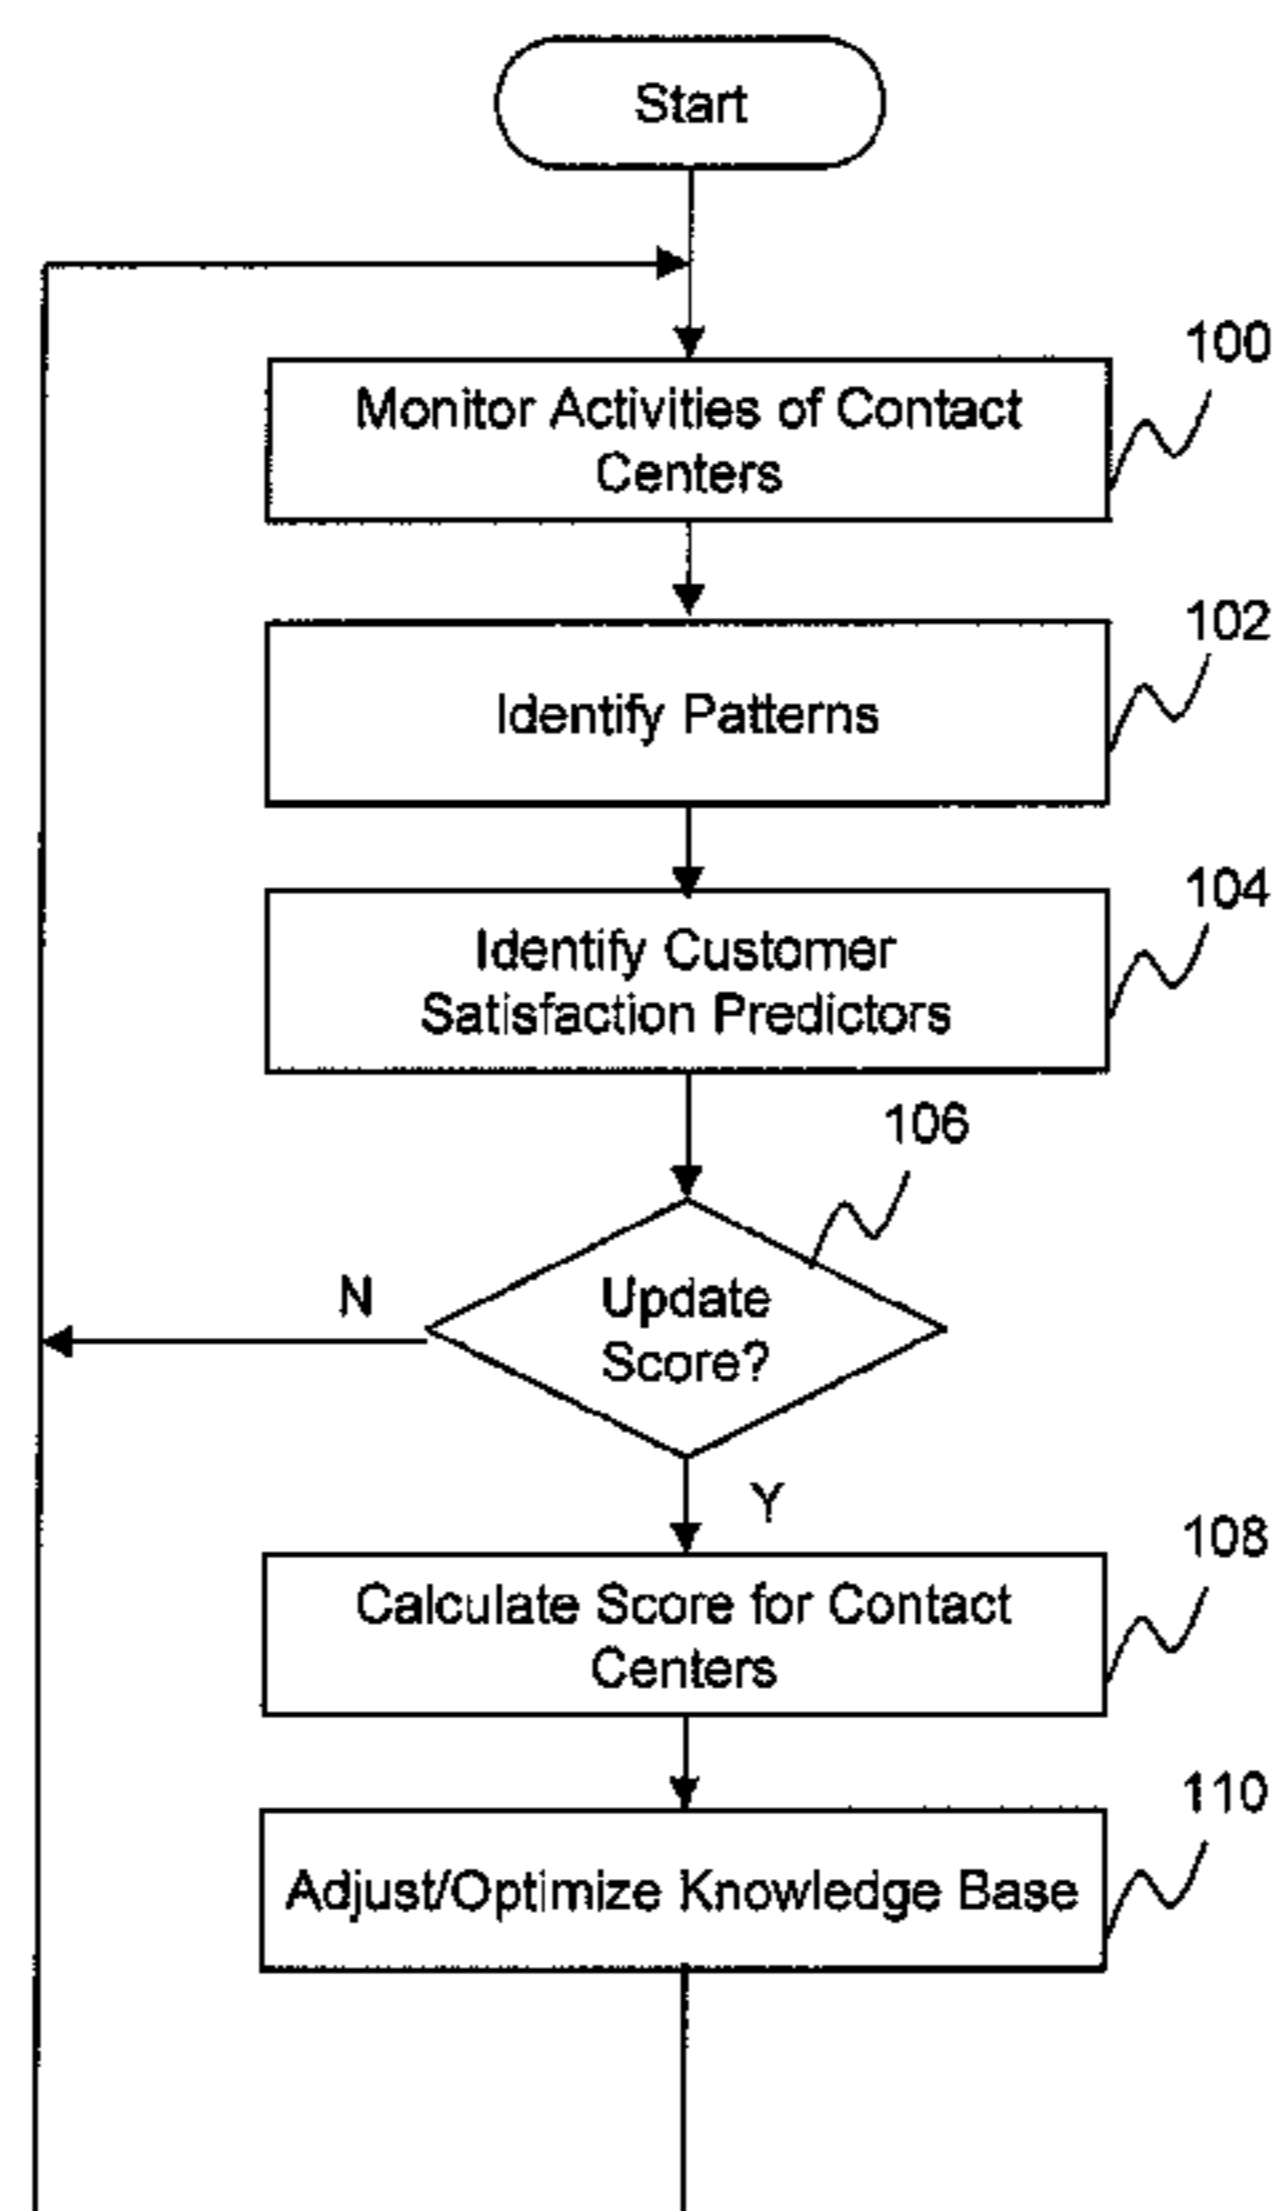 Start
100
Monitor Activities of Contact
Centers
102
Identify Patterns
104
Identify Customer
Satisfaction Predictors
106
N
Update
Score?
Y
108
Calculate Score for Contact
Centers
110
Adjust/Optimize Knowledge Base